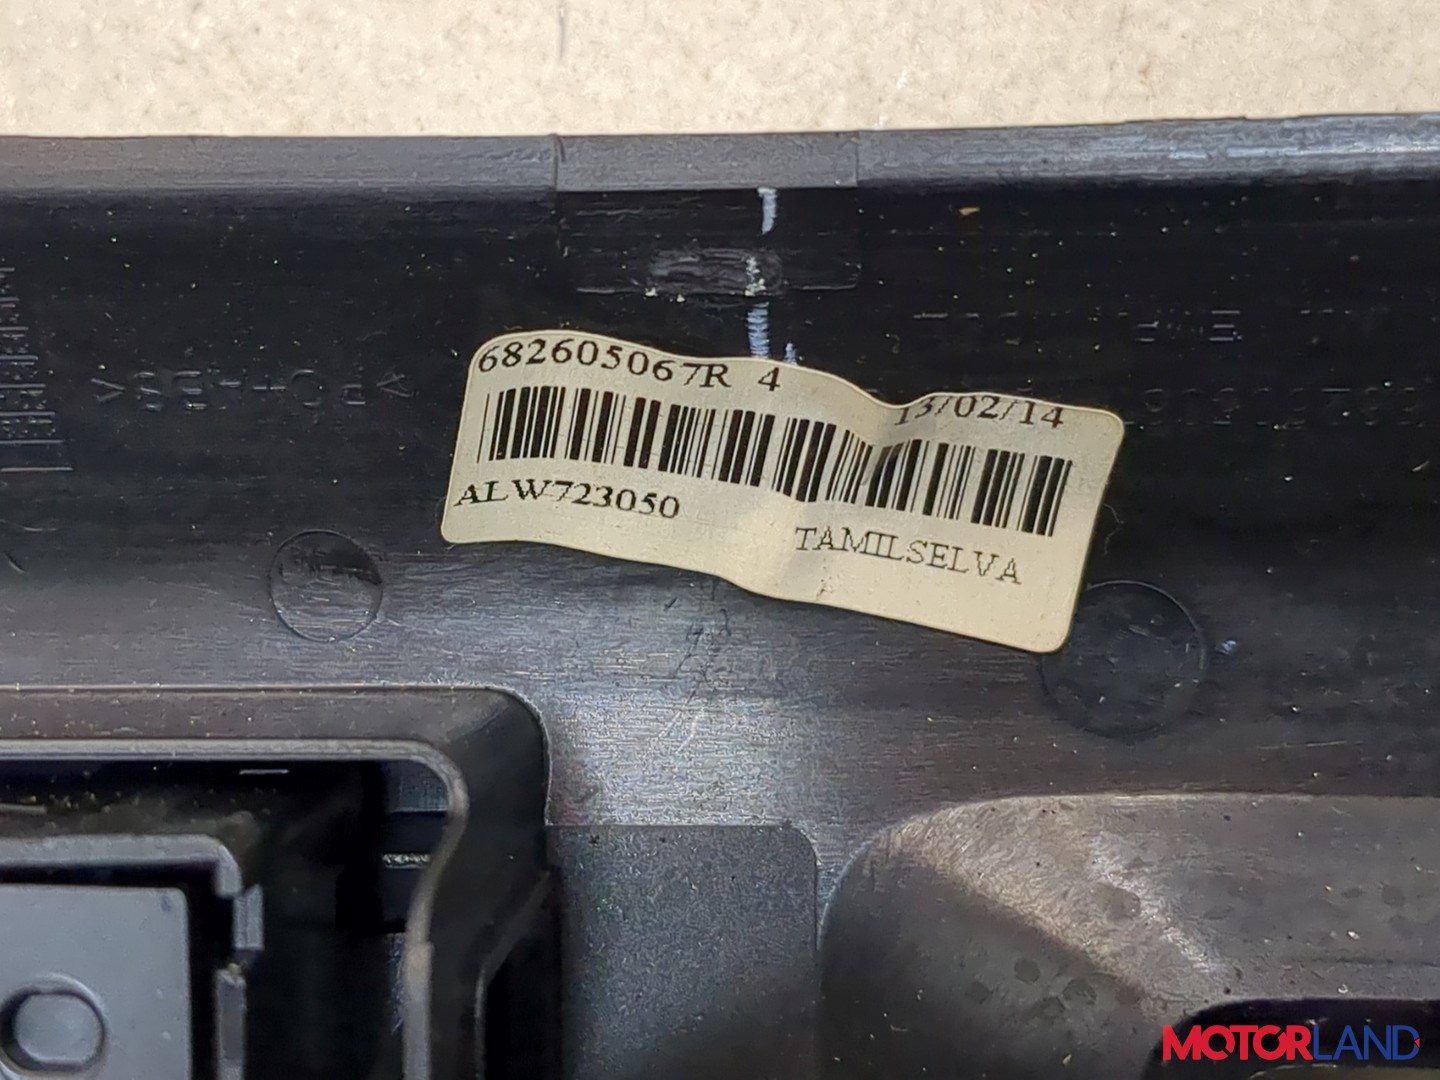 682605067R 4
13/02/14
ALW723050
TAMILSELVA
MOTORLAND